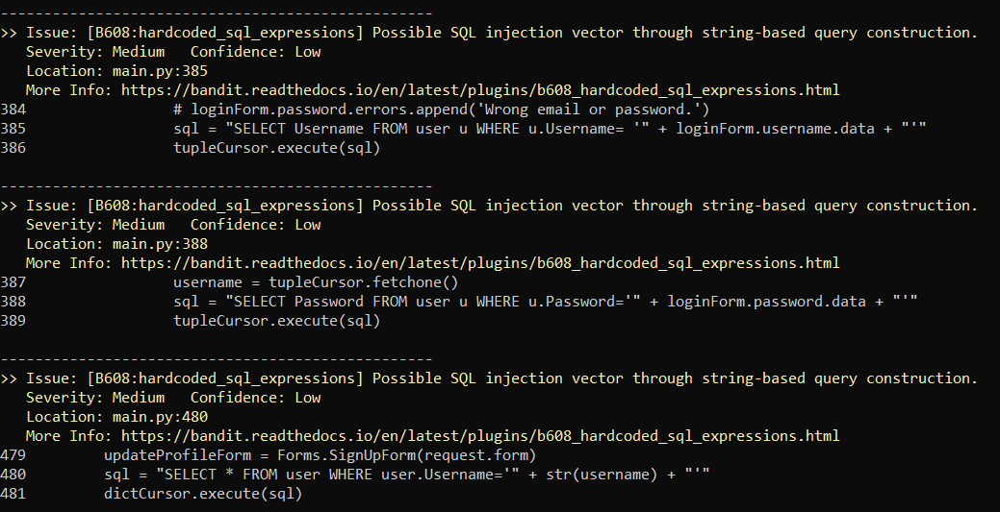 --------------------------------------------------
>> Issue: [B608:hardcoded_sql_expressions] Possible SQL injection vector through string-based query construction.
   Severity: Medium   Confidence: Low
   Location: main.py:385
   More Info: https://bandit.readthedocs.io/en/latest/plugins/b608_hardcoded_sql_expressions.html
384                 # loginForm.password.errors.append('Wrong email or password.')
385                 sql = "SELECT Username FROM user u WHERE u.Username= '" + loginForm.username.data + "'"
386                 tupleCursor.execute(sql)

--------------------------------------------------
>> Issue: [B608:hardcoded_sql_expressions] Possible SQL injection vector through string-based query construction.
   Severity: Medium   Confidence: Low
   Location: main.py:388
   More Info: https://bandit.readthedocs.io/en/latest/plugins/b608_hardcoded_sql_expressions.html
387                 username = tupleCursor.fetchone()
388                 sql = "SELECT Password FROM user u WHERE u.Password='" + loginForm.password.data + "'"
389                 tupleCursor.execute(sql)

--------------------------------------------------
>> Issue: [B608:hardcoded_sql_expressions] Possible SQL injection vector through string-based query construction.
   Severity: Medium   Confidence: Low
   Location: main.py:480
   More Info: https://bandit.readthedocs.io/en/latest/plugins/b608_hardcoded_sql_expressions.html
479         updateProfileForm = Forms.SignUpForm(request.form)
480         sql = "SELECT * FROM user WHERE user.Username='" + str(username) + "'"
481         dictCursor.execute(sql)